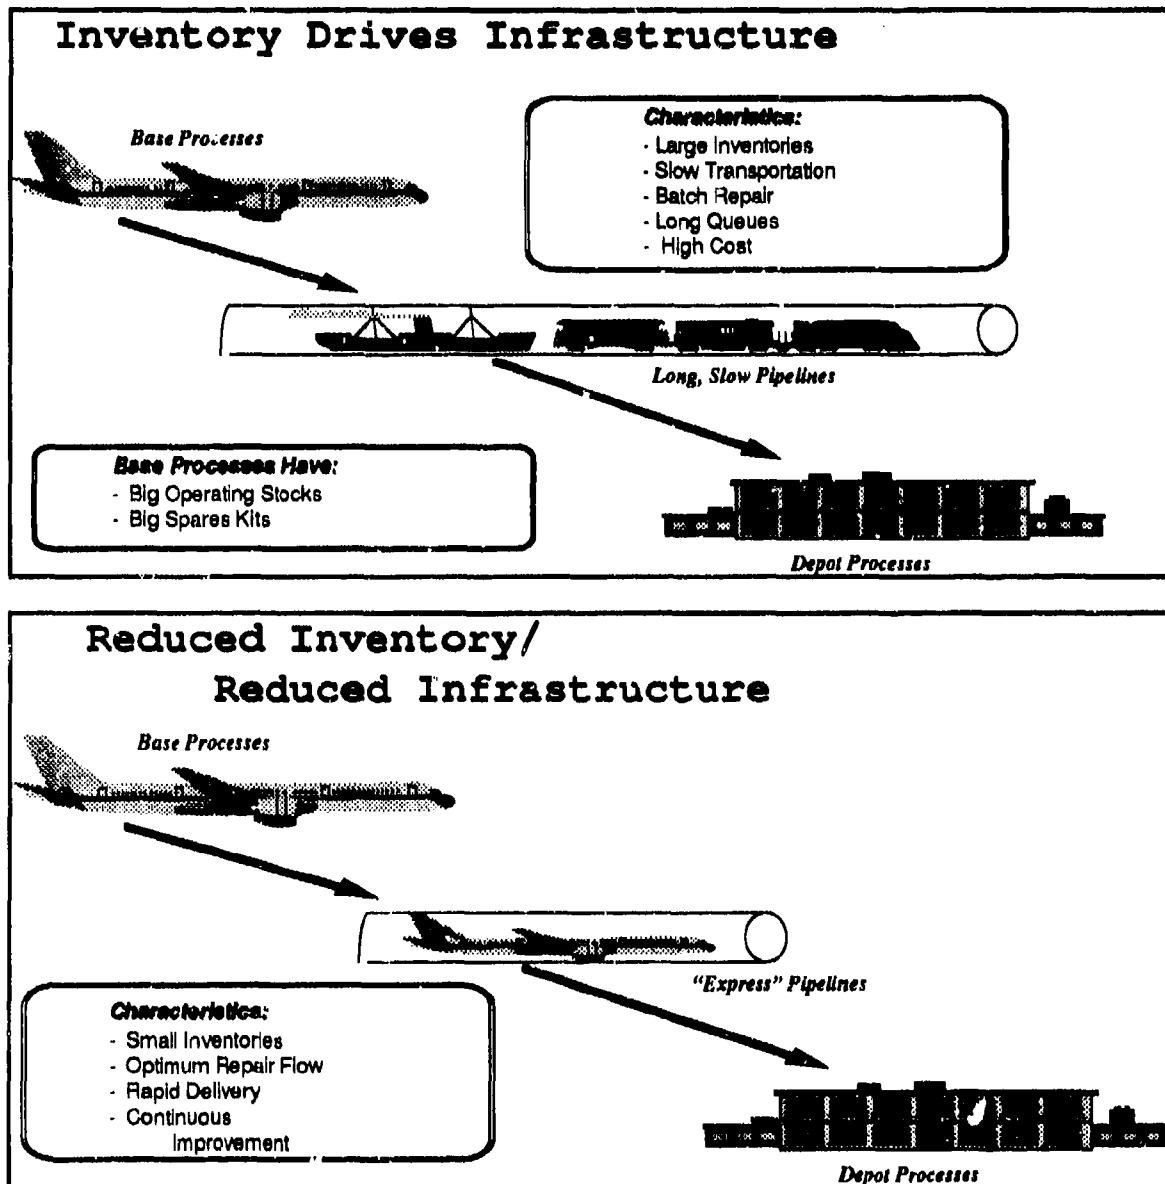 Inventory Drives Infrastructure
Base Processes
Characteristics:
- Large Inventories
- Slow Transportation
- Batch Repair
- Long Queues
- High Cost
Long, Slow Pipelines
Base Processes Have:
- Big Operating Stocks
- Big Spares Kits
Depot Processes
Reduced Inventory/
Reduced Infrastructure
Base Processes
"Express" Pipelines
Characteristics:
- Small Inventories
- Optimum Repair Flow
- Rapid Delivery
- Continuous
Improvement
Depot Processes